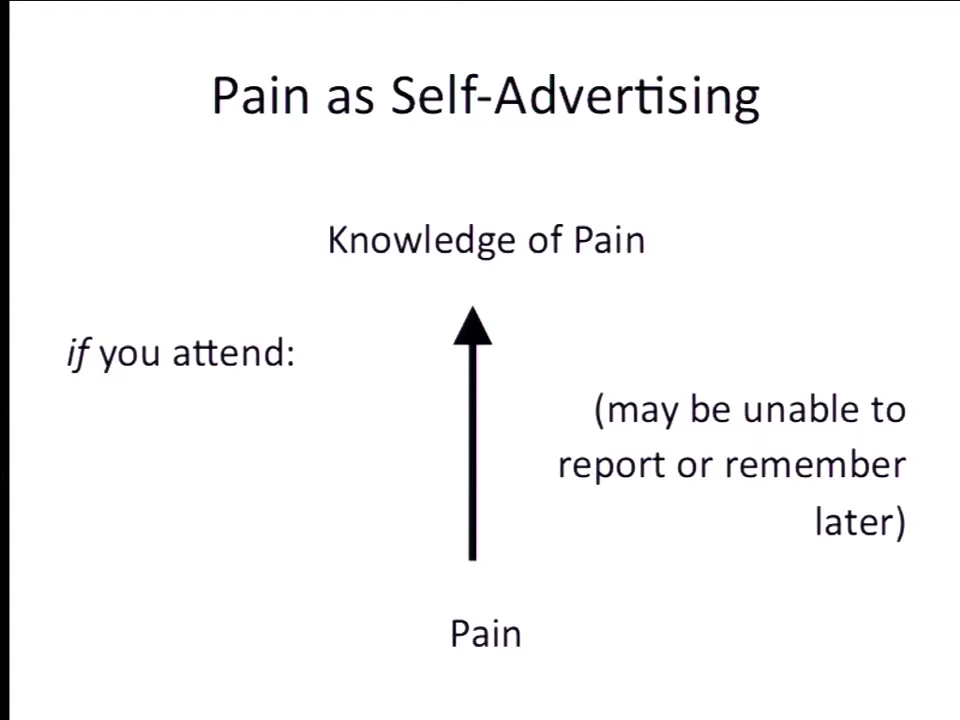 Pain as Self-Advertising
Knowledge of Pain
if you attend:
(may be unable to
report or remember
later)
Pain